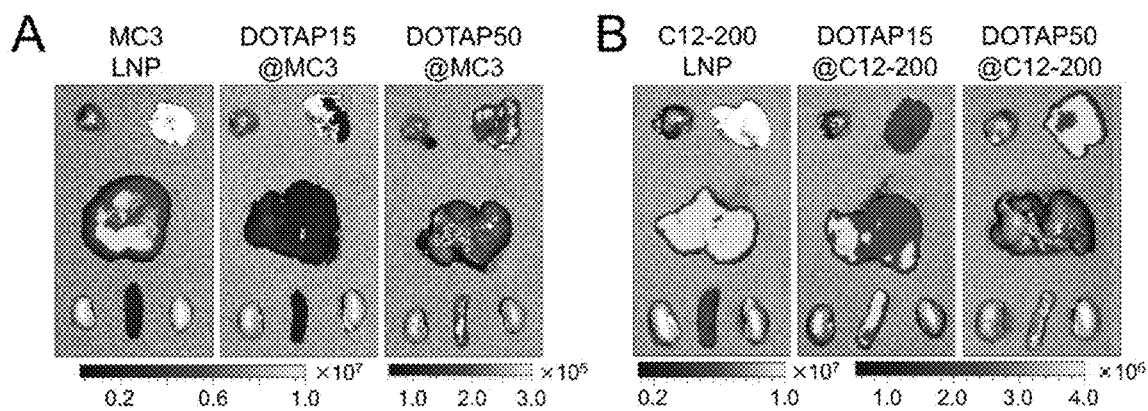 A
MC3
LNP
DOTAP15
@MC3
DOTAP50
@MC3
×10⁷
0.2 0.6 1.0
×10⁵
1.0 2.0 3.0
B
C12-200
LNP
DOTAP15
@C12-200
DOTAP50
@C12-200
×10⁷
0.2 1.0
×10⁶
1.0 2.0 3.0 4.0